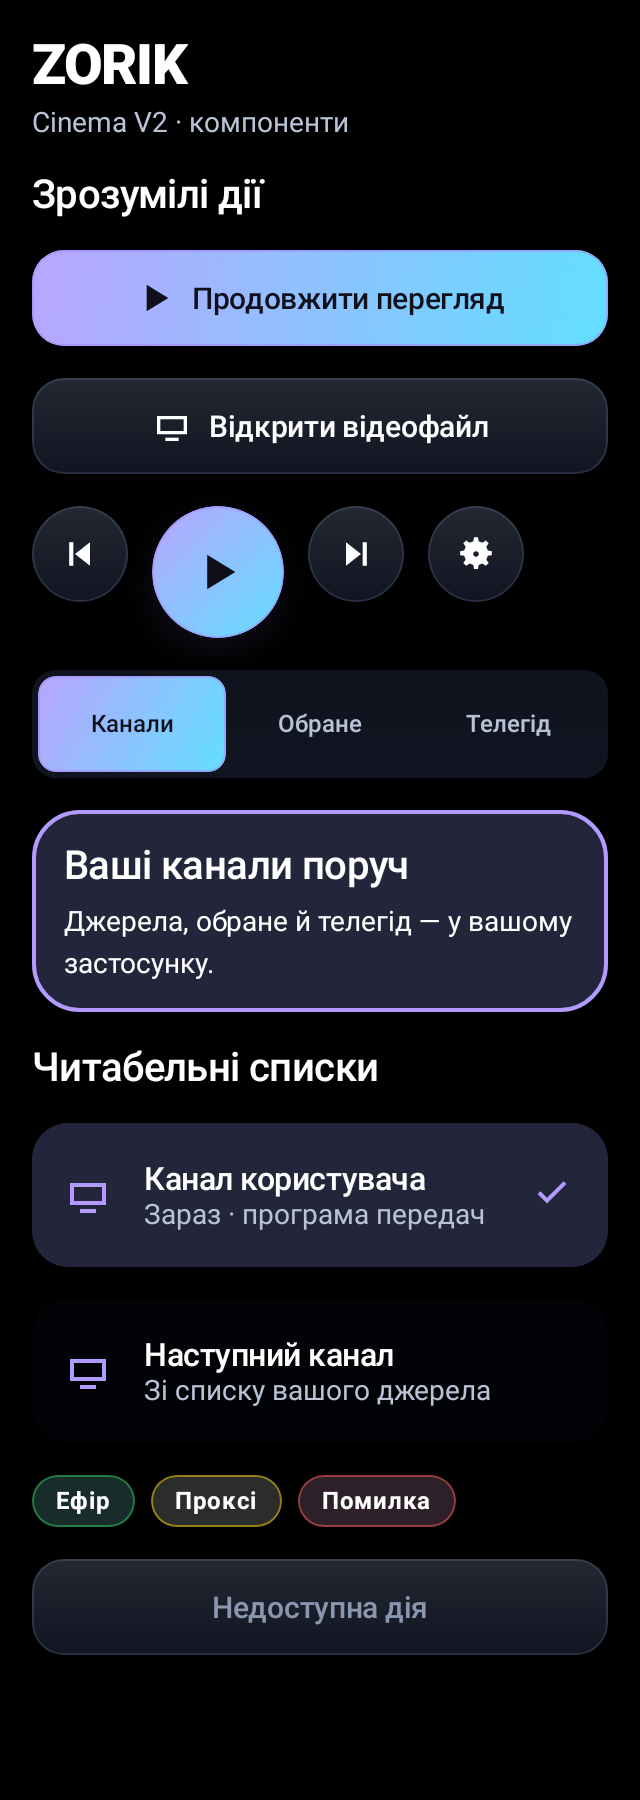 ZORIK
Cinema V2 · компоненти
Зрозумілі дії
Продовжити перегляд
Відкрити відеофайл
Канали
Обране
Телегід
Ваші канали поруч
Джерела, обране й телегід — у вашому
застосунку.
Читабельні списки
Канал користувача
Зараз · програма передач
Наступний канал
Зі списку вашого джерела
Ефір
Проксі
Помилка
Недоступна дія